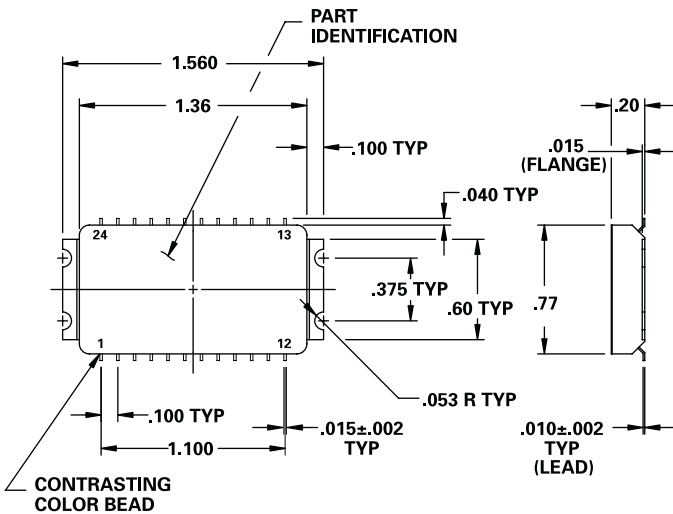 PART
IDENTIFICATION
1.560
1.36
.20
.100 TYP
.015
(FLANGE)
.040 TYP
24
13
.375 TYP
.60 TYP
.77
1
12
.053 R TYP
.100 TYP
.015±.002
TYP
.010±.002
TYP
(LEAD)
1.100
CONTRASTING
COLOR BEAD